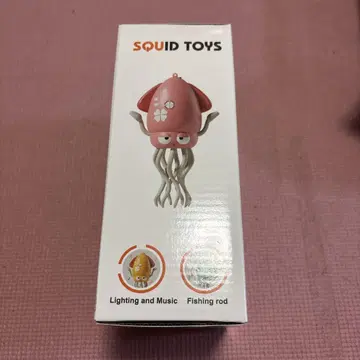 SQUID TOYS
Lighting and Music
Fishing rod